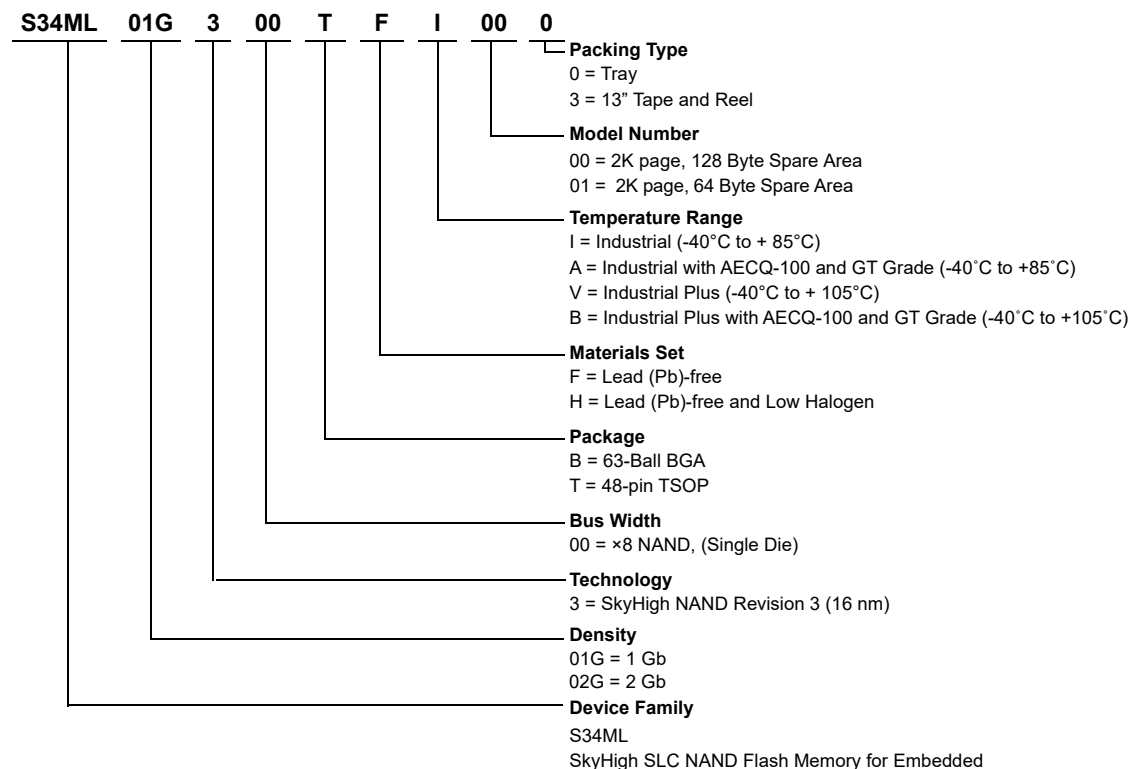 S34ML 01G 3 00 T F I 00 0
Packing Type
0 = Tray
3 = 13” Tape and Reel
Model Number
00 = 2K page, 128 Byte Spare Area
01 = 2K page, 64 Byte Spare Area
Temperature Range
I = Industrial (-40°C to + 85°C)
A = Industrial with AECQ-100 and GT Grade (-40˚C to +85˚C)
V = Industrial Plus (-40°C to + 105°C)
B = Industrial Plus with AECQ-100 and GT Grade (-40˚C to +105˚C)
Materials Set
F = Lead (Pb)-free
H = Lead (Pb)-free and Low Halogen
Package
B = 63-Ball BGA
T = 48-pin TSOP
Bus Width
00 = ×8 NAND, (Single Die)
Technology
3 = SkyHigh NAND Revision 3 (16 nm)
Density
01G = 1 Gb
02G = 2 Gb
Device Family
S34ML
SkyHigh SLC NAND Flash Memory for Embedded